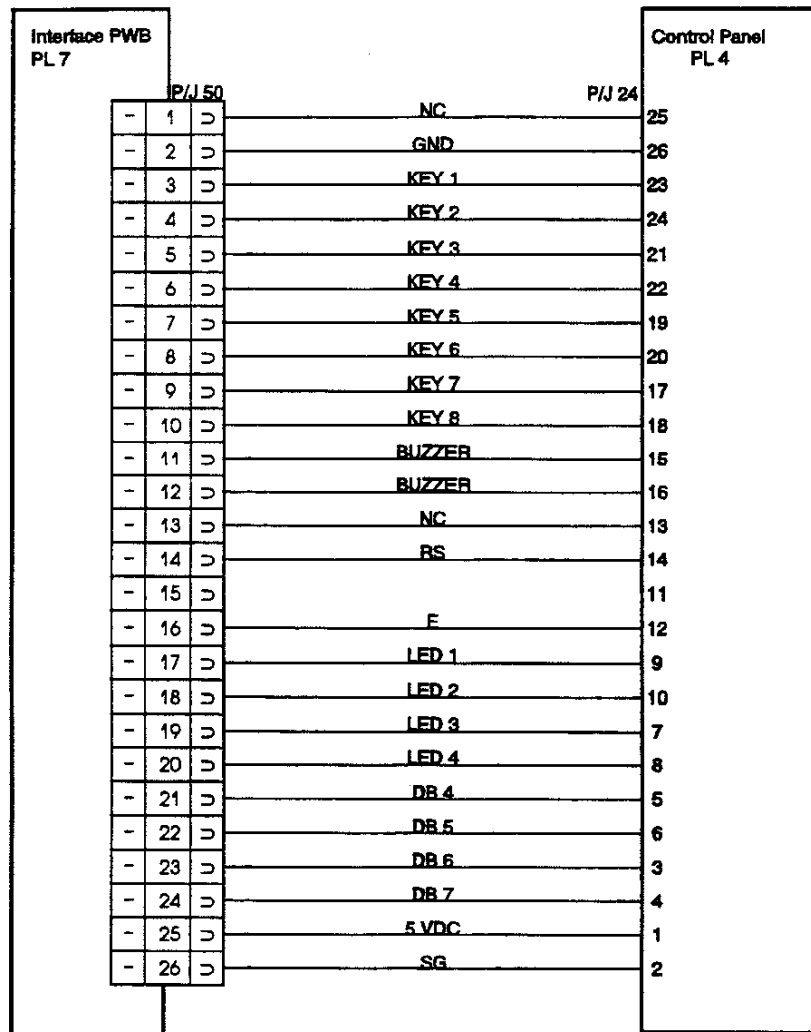 Interface PWB
PL 7
Control Panel
PL 4
P/J 50
P/J 24
- 1 ⊃ NC 25
- 2 ⊃ GND 26
- 3 ⊃ KEY 1 23
- 4 ⊃ KEY 2 24
- 5 ⊃ KEY 3 21
- 6 ⊃ KEY 4 22
- 7 ⊃ KEY 5 19
- 8 ⊃ KEY 6 20
- 9 ⊃ KEY 7 17
- 10 ⊃ KEY 8 18
- 11 ⊃ BUZZER 15
- 12 ⊃ BUZZER 16
- 13 ⊃ NC 13
- 14 ⊃ RS 14
- 15 ⊃ 11
- 16 ⊃ E 12
- 17 ⊃ LED 1 9
- 18 ⊃ LED 2 10
- 19 ⊃ LED 3 7
- 20 ⊃ LED 4 8
- 21 ⊃ DB 4 5
- 22 ⊃ DB 5 6
- 23 ⊃ DB 6 3
- 24 ⊃ DB 7 4
- 25 ⊃ 5 VDC 1
- 26 ⊃ SG 2